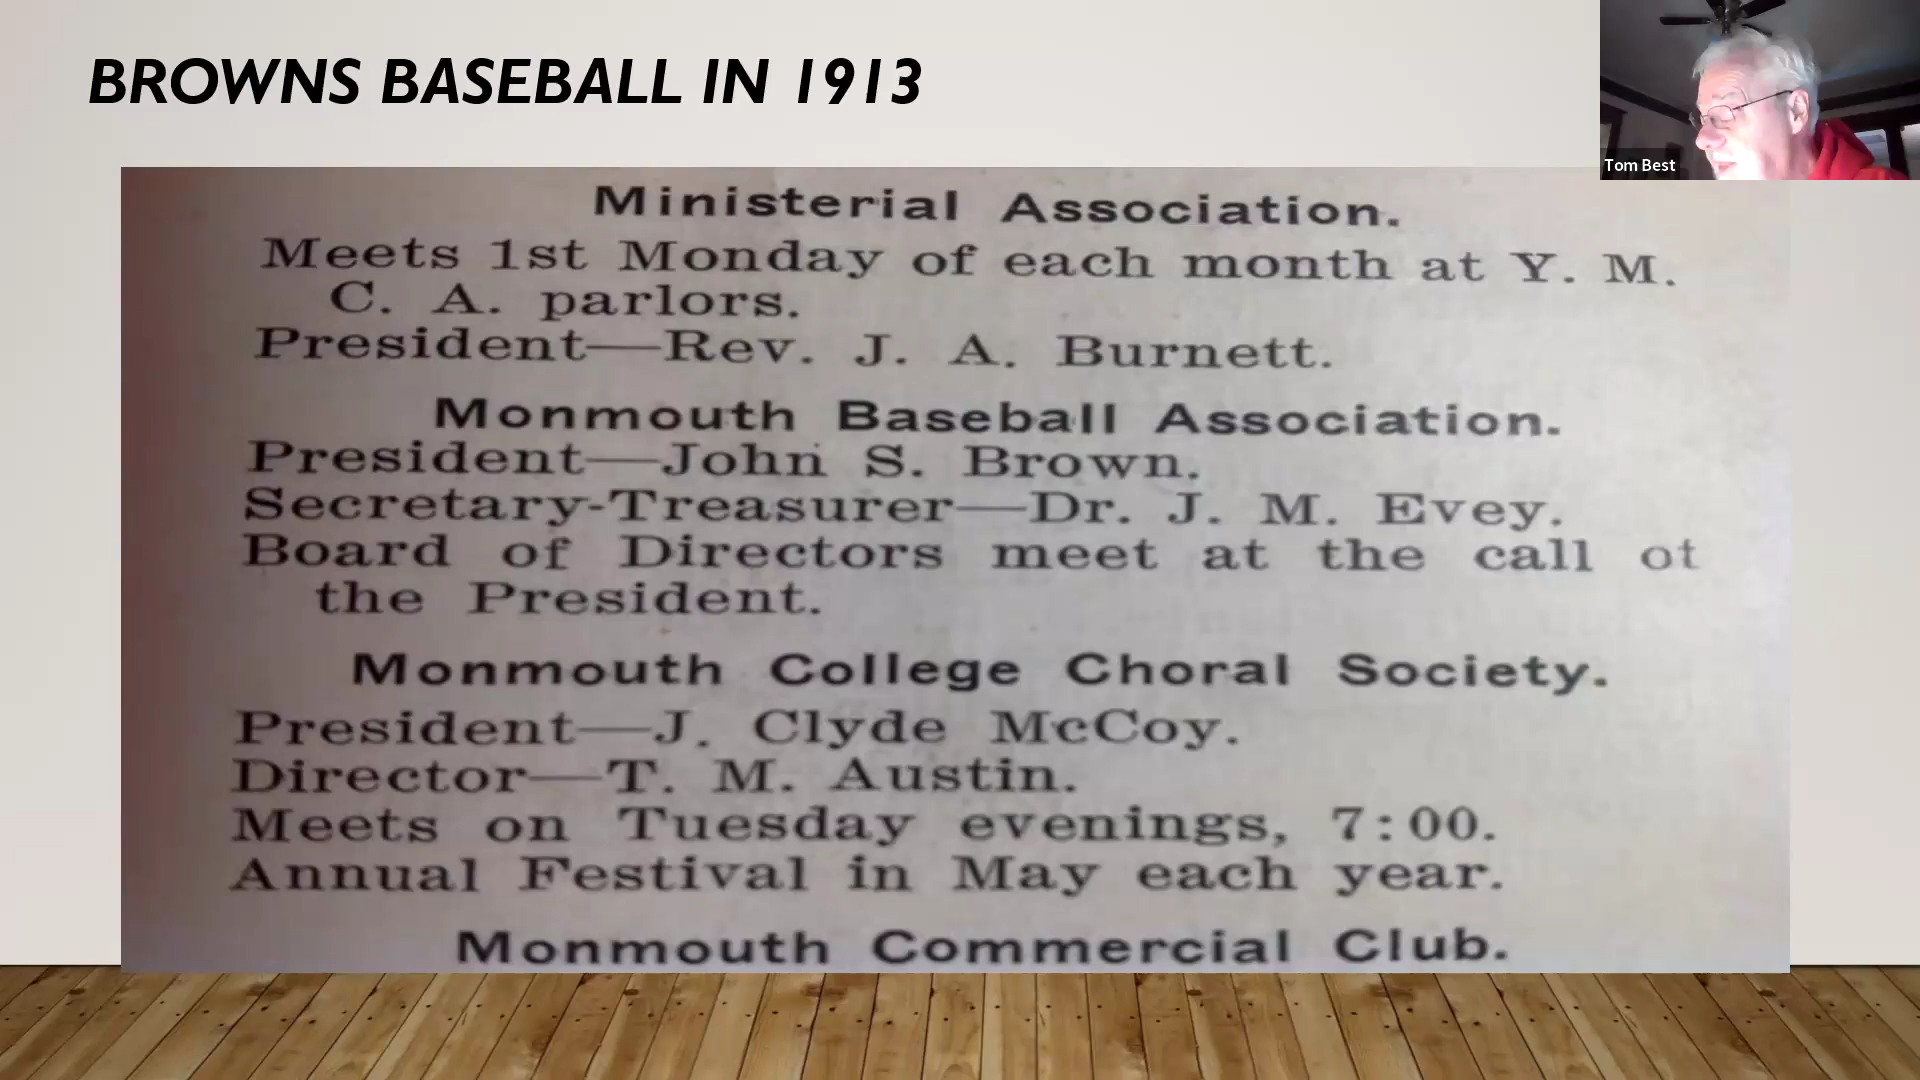 BROWNS BASEBALL IN 1913
Tom Best
Ministerial Association.
Meets 1st Monday of each month at Y. M.
C. A. parlors.
President—Rev. J. A. Burnett.
Monmouth Baseball Association.
President—John S. Brown.
Secretary-Treasurer—Dr. J. M. Evey.
Board of Directors meet at the call of
the President.
Monmouth College Choral Society.
President—J. Clyde McCoy.
Director—T. M. Austin.
Meets on Tuesday evenings, 7:00.
Annual Festival in May each year.
Monmouth Commercial Club.